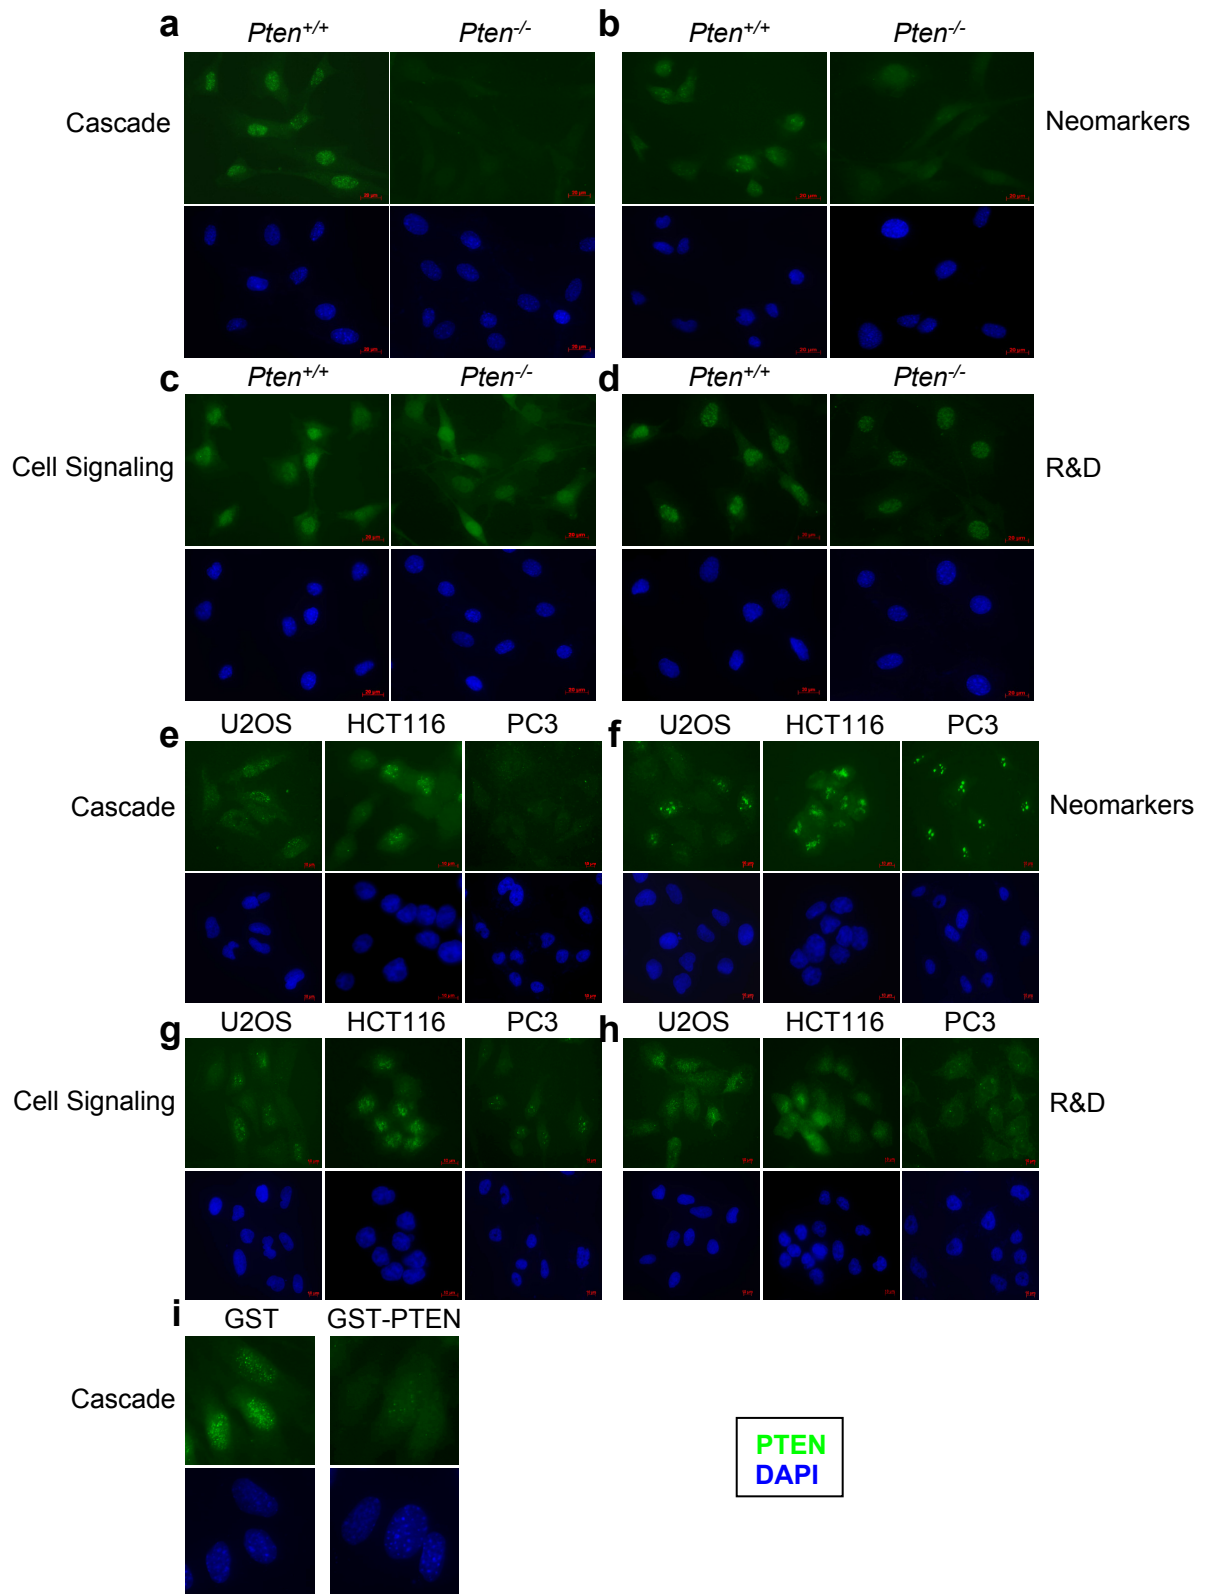 a Pten+/+ Pten-/- b Pten+/+ Pten-/-
Cascade Neomarkers
c Pten+/+ Pten-/- d Pten+/+ Pten-/-
Cell Signaling R&D
U2OS HCT116 PC3 U2OS HCT116 PC3
e f
Cascade Neomarkers
U2OS HCT116 PC3 U2OS HCT116 PC3
g h
Cell Signaling R&D
i GST GST-PTEN
Cascade
PTEN
DAPI